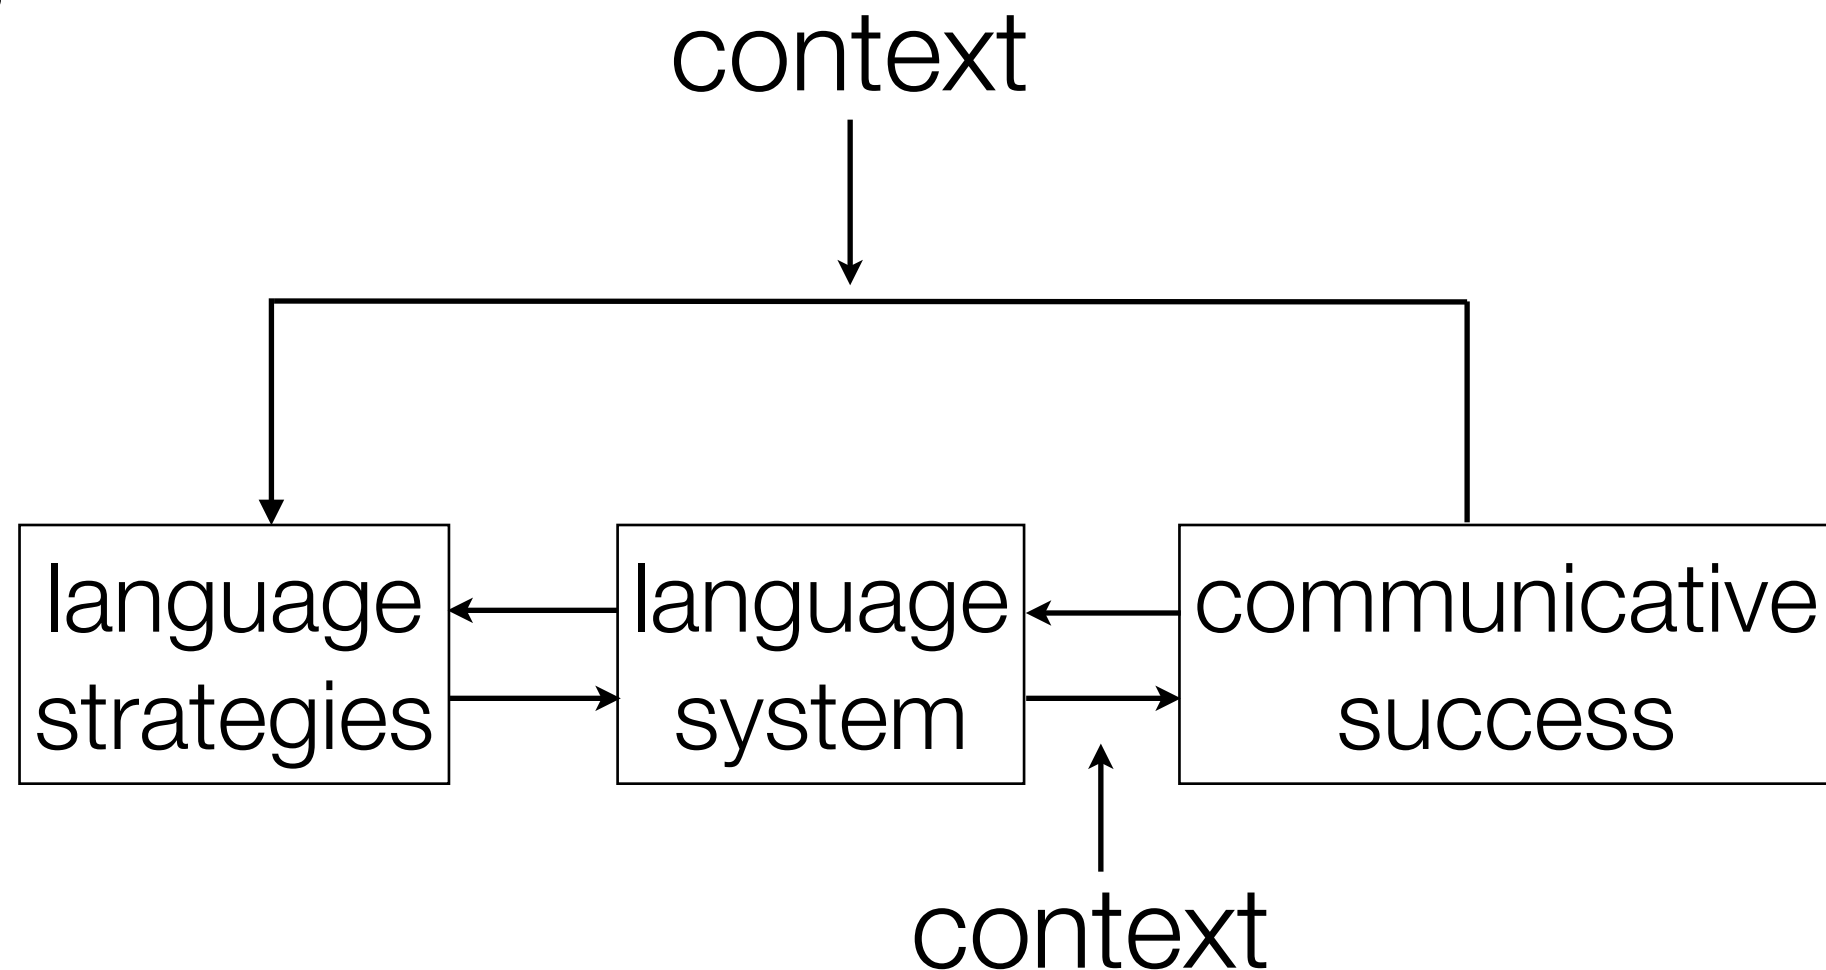 context
language
strategies
language
system
communicative
success
context